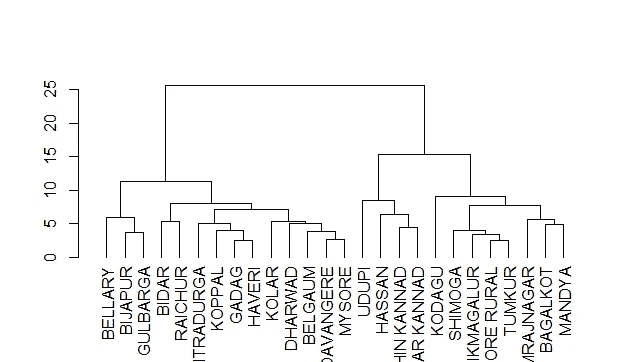 25
20
15
10
5
0
BELLARY
BIJAPUR
GULBARGA
BIDAR
RAICHUR
ITRADURGA
KOPPAL
GADAG
HAVERI
KOLAR
DHARWAD
BELGAUM
DAVANGERE
MYSORE
UDUPI
HASSAN
HIN KANNAD
AR KANNAD
KODAGU
SHIMOGA
IKMAGALUR
ORE RURAL
TUMKUR
MRAJNAGAR
BAGALKOT
MANDYA